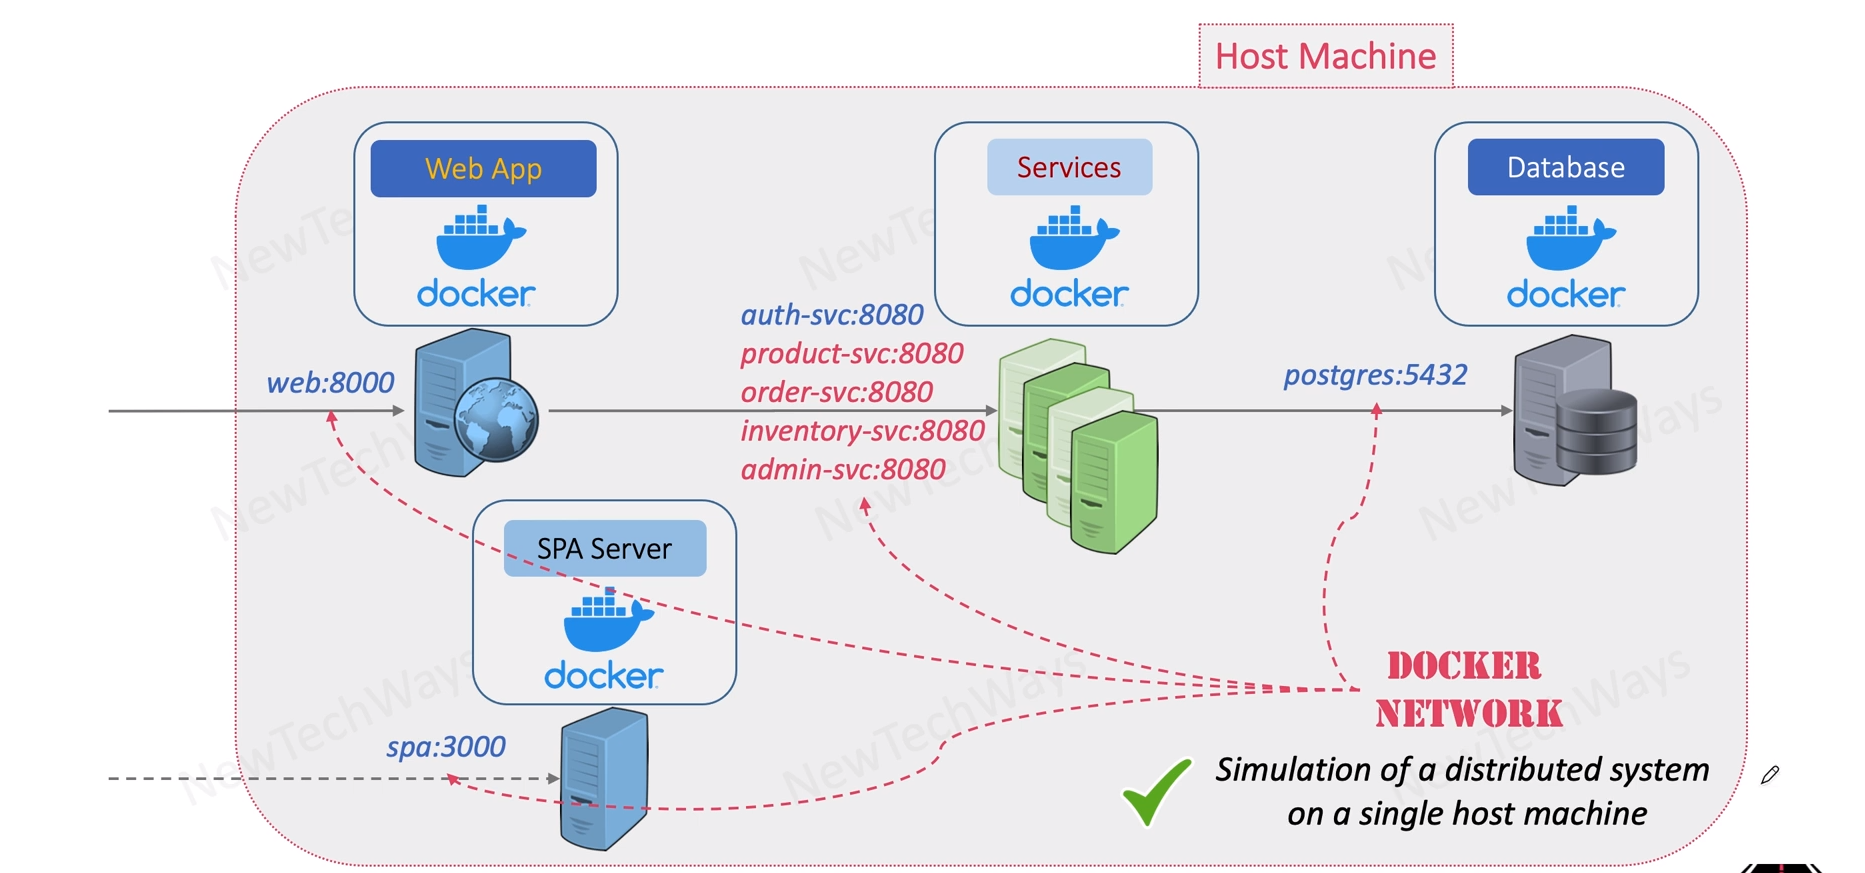 Host Machine
Web App
docker
Services
docker
Database
docker
web:8000
auth-svc:8080
product-svc:8080
order-svc:8080
inventory-svc:8080
admin-svc:8080
postgres:5432
SPA Server
docker
spa:3000
DOCKER
NETWORK
Simulation of a distributed system
on a single host machine
NewTechWays